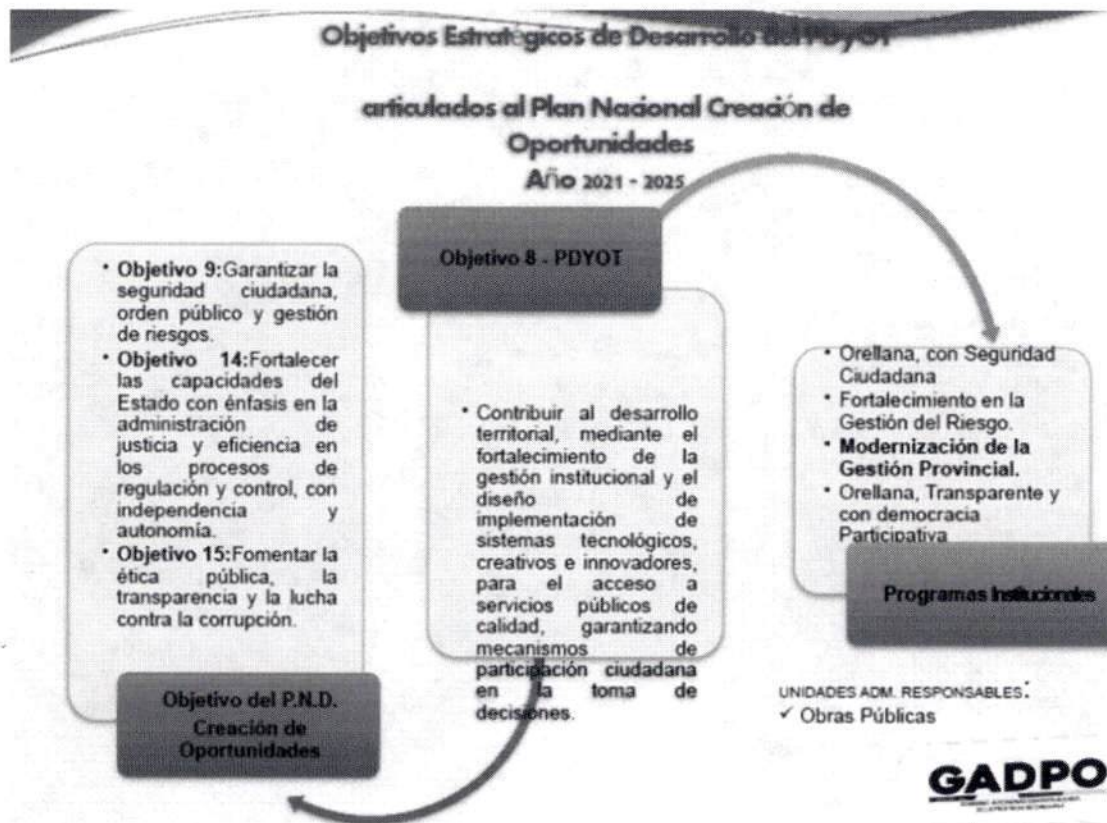 Objetivos Estratégicos de Desarrollo del PDyOT
articulados al Plan Nacional Creación de
Oportunidades
Año 2021 - 2025
• Objetivo 9:Garantizar la
seguridad ciudadana,
orden público y gestión
de riesgos.
• Objetivo 14:Fortalecer
las capacidades del
Estado con énfasis en la
administración de
justicia y eficiencia en
los procesos de
regulación y control, con
independencia y
autonomía.
• Objetivo 15:Fomentar la
ética pública, la
transparencia y la lucha
contra la corrupción.
Objetivo del P.N.D.
Creación de
Oportunidades
Objetivo 8 - PDYOT
• Contribuir al desarrollo
territorial, mediante el
fortalecimiento de la
gestión institucional y el
diseño de
implementación de
sistemas tecnológicos,
creativos e innovadores,
para el acceso a
servicios públicos de
calidad, garantizando
mecanismos de
participación ciudadana
en la toma de
decisiones.
• Orellana, con Seguridad
Ciudadana
• Fortalecimiento en la
Gestión del Riesgo.
• Modernización de la
Gestión Provincial.
• Orellana, Transparente y
con democracia
Participativa
Programas Institucionales
UNIDADES ADM. RESPONSABLES:
✓ Obras Públicas
GADPO